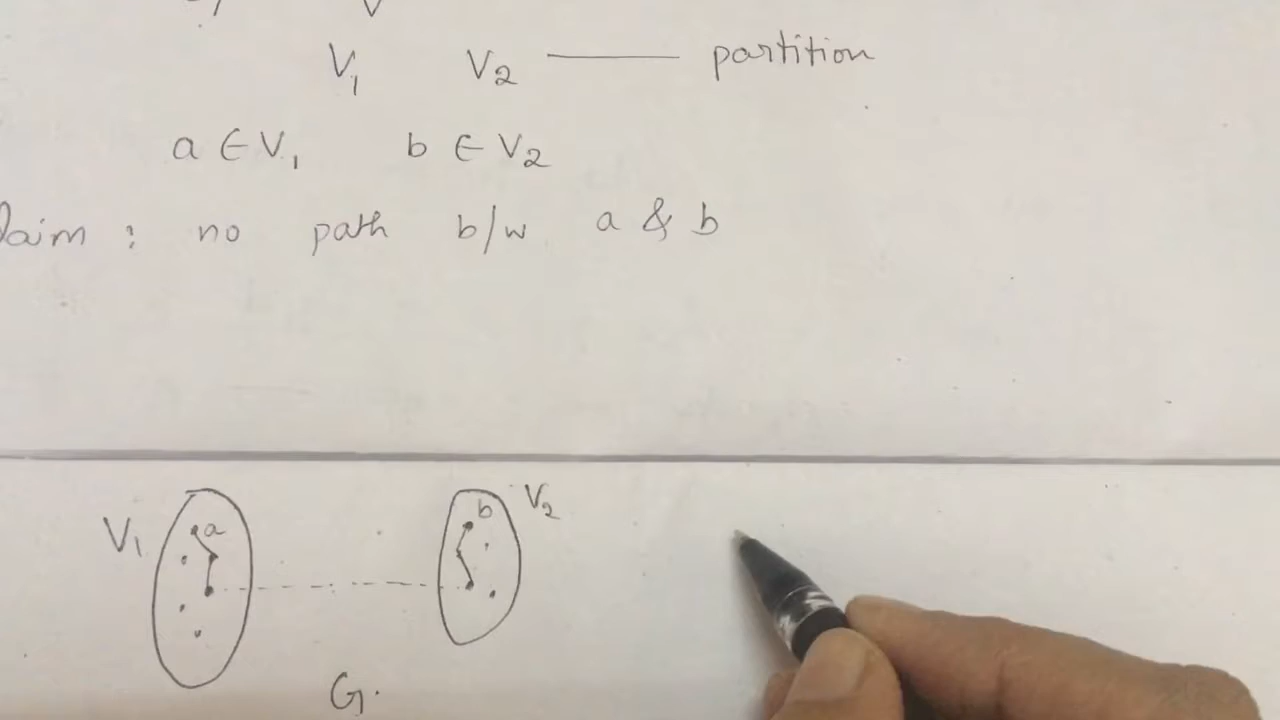 V
V₁ V₂ —— partition
a ∈ V₁ b ∈ V₂
laim : no path b/w a & b
V₁ a b V₂
G.